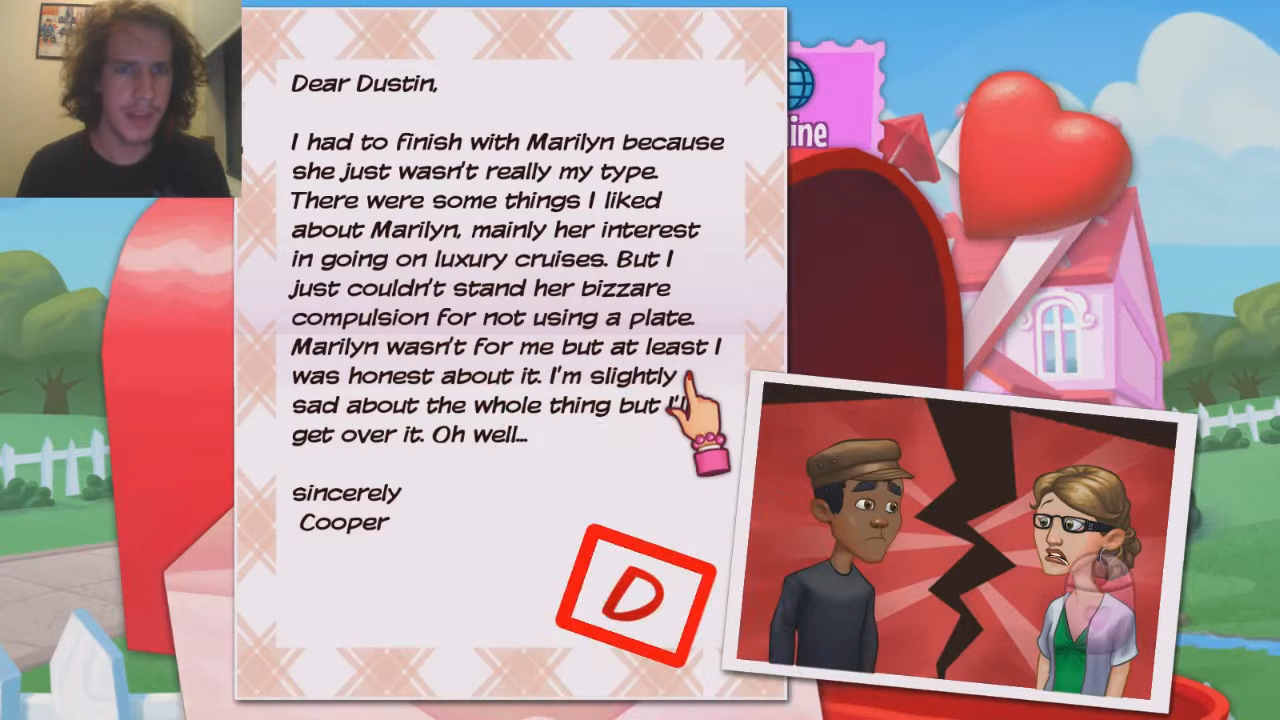 Dear Dustin,
I had to finish with Marilyn because
she just wasn't really my type.
There were some things I liked
about Marilyn, mainly her interest
in going on luxury cruises. But I
just couldn't stand her bizzare
compulsion for not using a plate.
Marilyn wasn't for me but at least I
was honest about it. I'm slightly
sad about the whole thing but
get over it. Oh well...
sincerely
Cooper
D